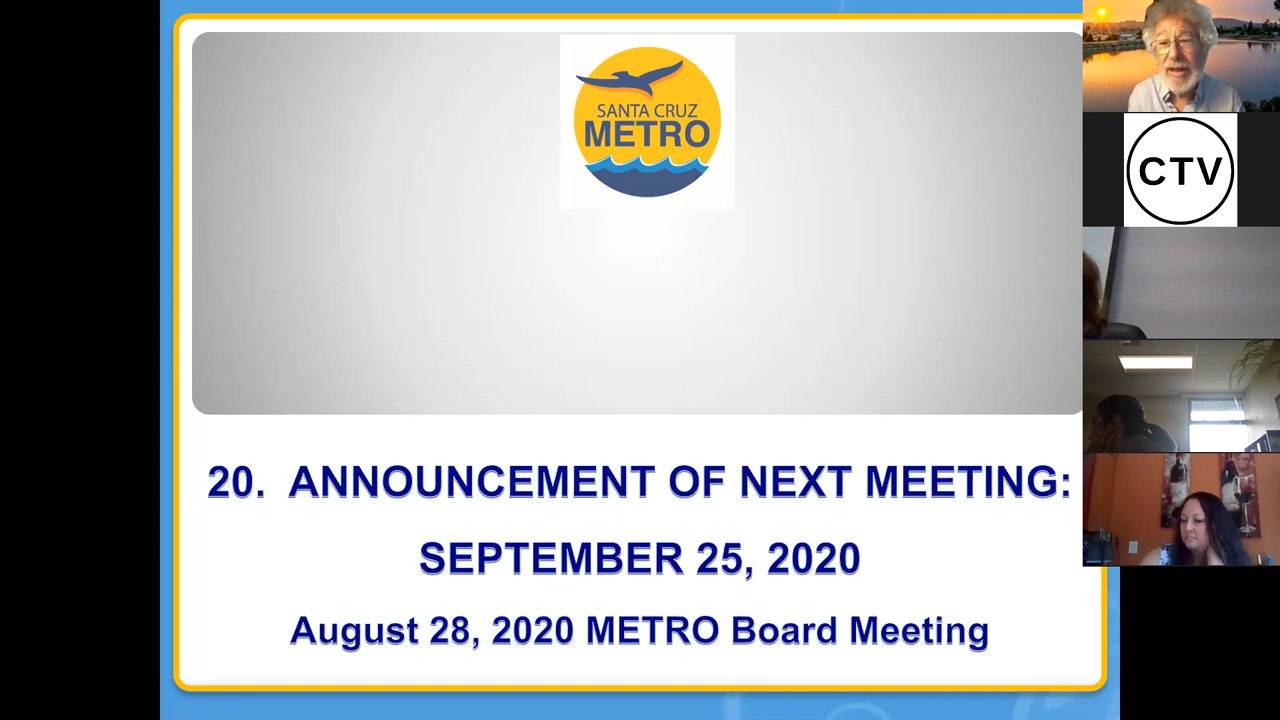 SANTA CRUZ
METRO
CTV
20. ANNOUNCEMENT OF NEXT MEETING:
SEPTEMBER 25, 2020
August 28, 2020 METRO Board Meeting